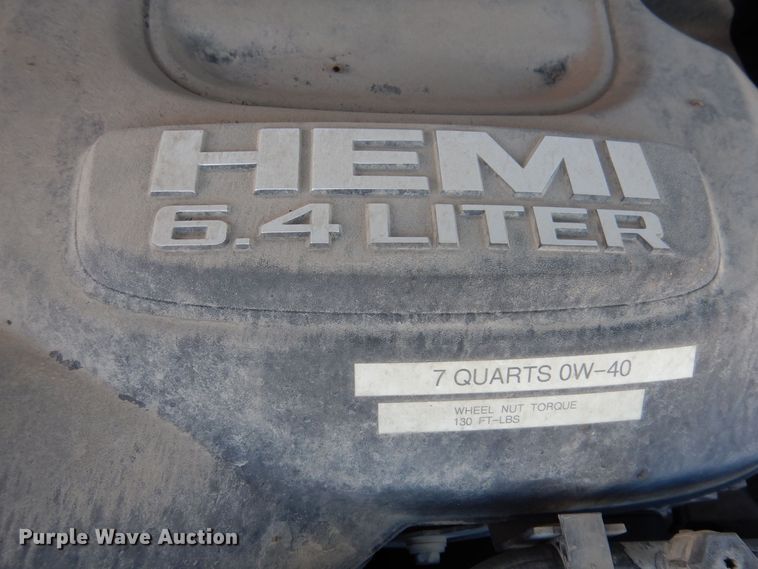 HEMI
6.4 LITER
7 QUARTS 0W-40
WHEEL NUT TORQUE
130 FT-LBS
Purple Wave Auction